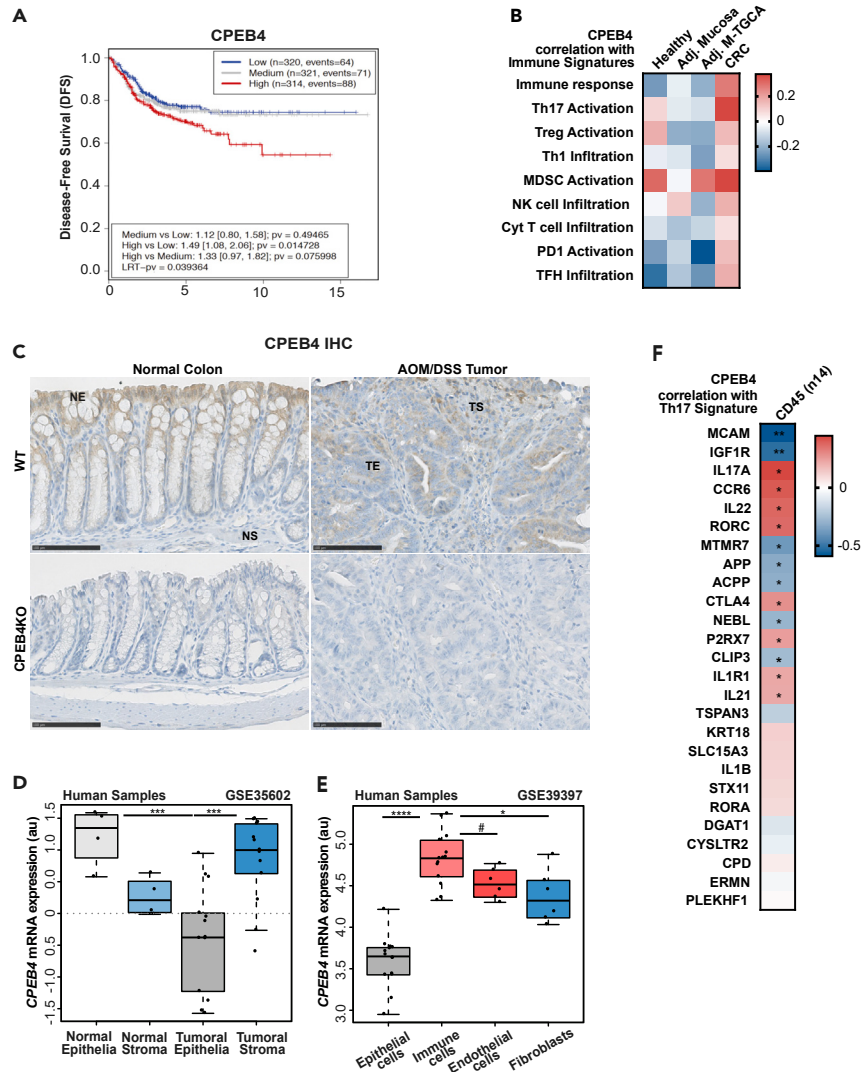 A
CPEB4
Disease-Free Surival (DFS)
1.0
0.8
0.6
0.4
0.2
0.0
0
5
10
15
Low (n=320, events=64)
Medium (n=321, events=71)
High (n=314, events=88)
Medium vs Low: 1.12 [0.80, 1.58]; pv = 0.49465
High vs Low: 1.49 [1.08, 2.06]; pv = 0.014728
High vs Medium: 1.33 [0.97, 1.82]; pv = 0.075998
LRT−pv = 0.039364
B
CPEB4
correlation with
Immune Signatures
Healthy
Adj. Mucosa
Adj. M-TGCA
CRC
Immune response
Th17 Activation
Treg Activation
Th1 Infiltration
MDSC Activation
NK cell Infiltration
Cyt T cell Infiltration
PD1 Activation
TFH Infiltration
0.2
0
-0.2
C
CPEB4 IHC
Normal Colon
AOM/DSS Tumor
WT
CPEB4KO
NE
NS
TS
TE
D
Human Samples
GSE35602
CPEB4 mRNA expression (au)
1.5
1.0
0.0
0
0.5
-1.0
-1.5
***
***
Normal
Epithelia
Normal
Stroma
Tumoral
Epithelia
Tumoral
Stroma
E
Human Samples
GSE39397
CPEB4 mRNA expression (au)
5.0
4.5
4.0
3.5
3.0
****
*
#
Epithelial
cells
Immune
cells
Endothelial
cells
Fibroblasts
F
CPEB4
correlation with
Th17 Signature
CD45 (n14)
MCAM **
IGF1R **
IL17A *
CCR6 *
IL22 *
RORC *
MTMR7 *
APP *
ACPP *
CTLA4 *
NEBL *
P2RX7 *
CLIP3 *
IL1R1 *
IL21 *
TSPAN3
KRT18
SLC15A3
IL1B
STX11
RORA
DGAT1
CYSLTR2
CPD
ERMN
PLEKHF1
0
-0.5